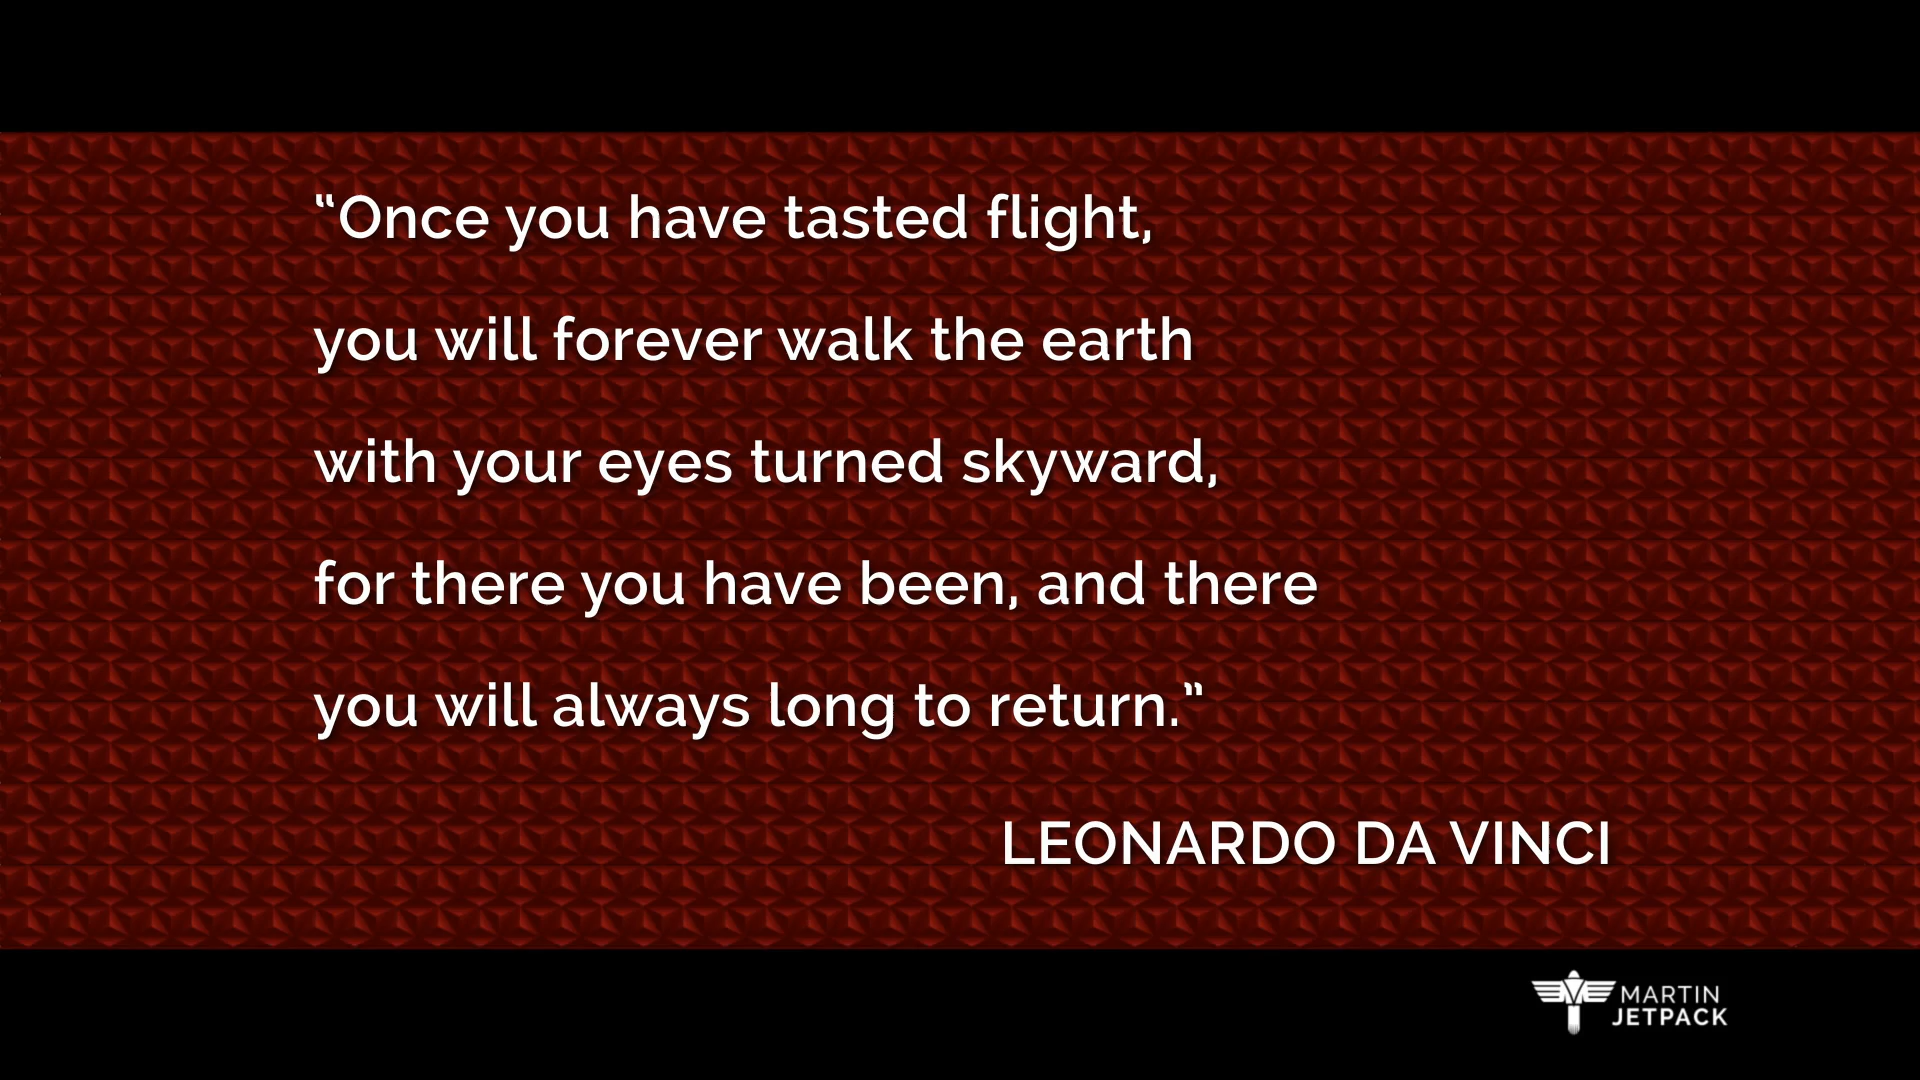 “Once you have tasted flight,
you will forever walk the earth
with your eyes turned skyward,
for there you have been, and there
you will always long to return.”
LEONARDO DA VINCI
MARTIN
JETPACK